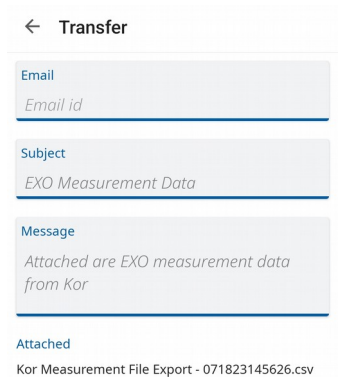 Transfer
Email
Email id
Subject
EXO Measurement Data
Message
Attached are EXO measurement data
from Kor
Attached
Kor Measurement File Export - 071823145626.csv